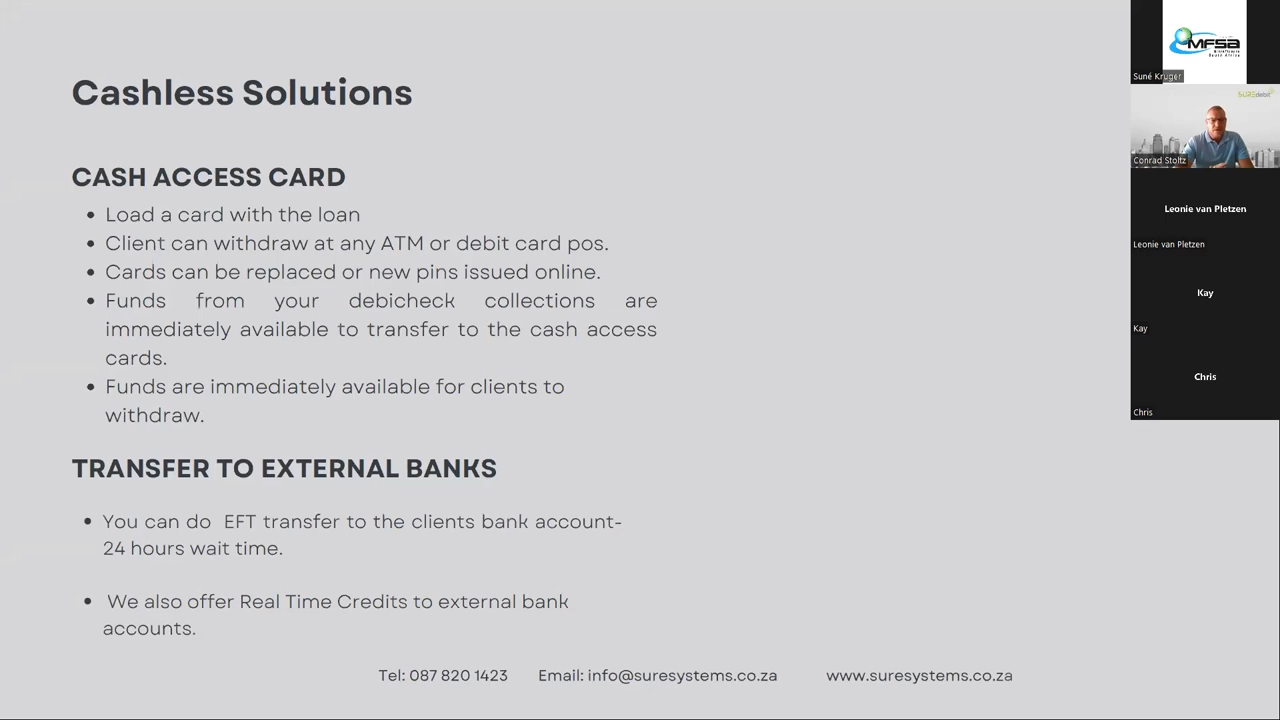 Cashless Solutions
CASH ACCESS CARD
Load a card with the loan
Client can withdraw at any ATM or debit card pos.
Cards can be replaced or new pins issued online.
Funds from your debicheck collections are
immediately available to transfer to the cash access
cards.
Funds are immediately available for clients to
withdraw.
TRANSFER TO EXTERNAL BANKS
You can do EFT transfer to the clients bank account-
24 hours wait time.
We also offer Real Time Credits to external bank
accounts.
Tel: 087 820 1423 Email: info@suresystems.co.za www.suresystems.co.za
MFSA
Suné Kruger
SUREdebit
Conrad Stoltz
Leonie van Pletzen
Leonie van Pletzen
Kay
Kay
Chris
Chris